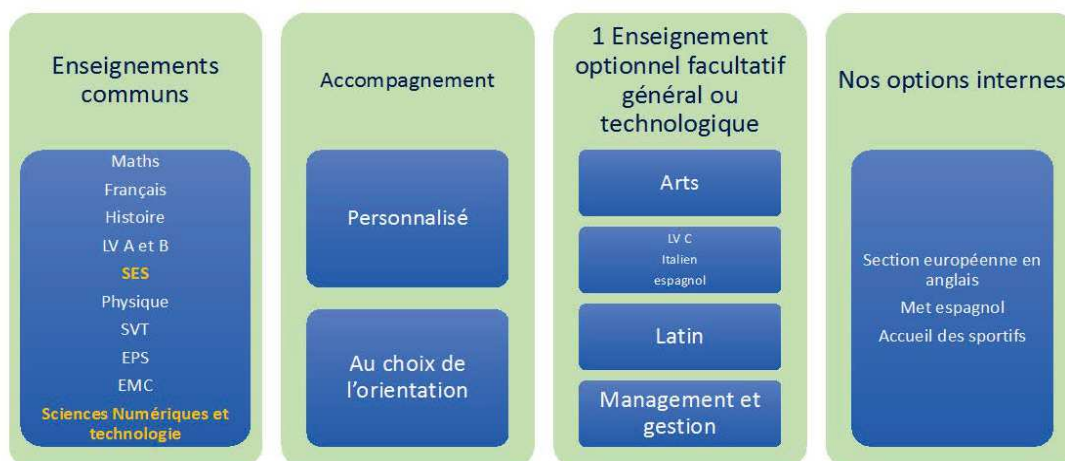 Enseignements
communs
Maths
Français
Histoire
LV A et B
SES
Physique
SVT
EPS
EMC
Sciences Numériques et
technologie
Accompagnement
Personnalisé
Au choix de
l’orientation
1 Enseignement
optionnel facultatif
général ou
technologique
Arts
LV C
Italien
espagnol
Latin
Management et
gestion
Nos options internes
Section européenne en
anglais
Met espagnol
Accueil des sportifs